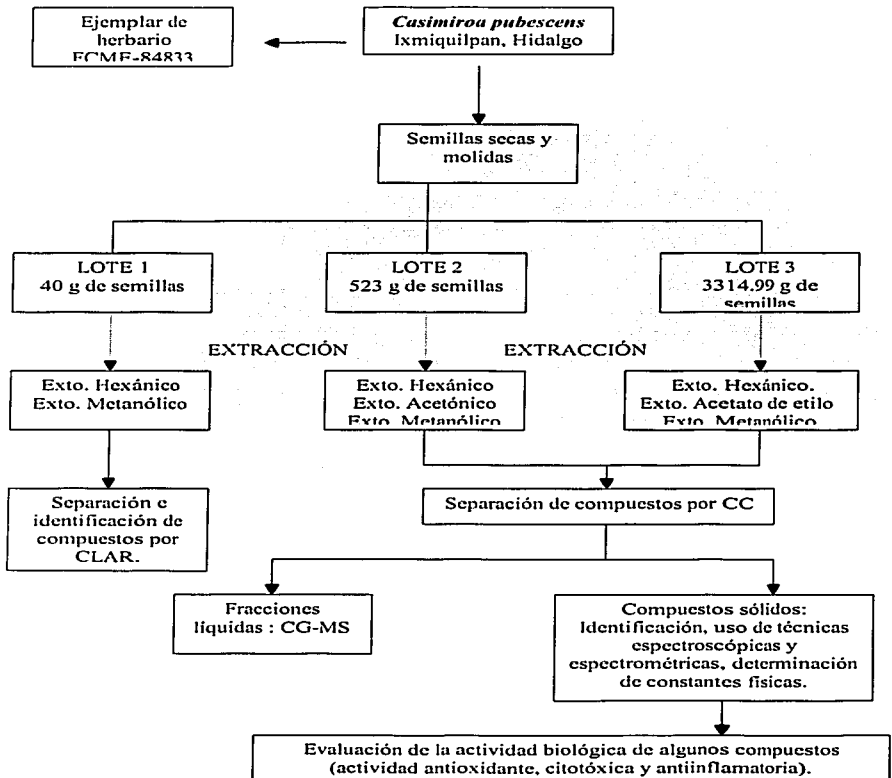 Ejemplar de
herbario
FCME-84833
Casimiroa pubescens
Ixmiquilpan, Hidalgo
Semillas secas y
molidas
LOTE 1
40 g de semillas
LOTE 2
523 g de semillas
LOTE 3
3314.99 g de
semillas
EXTRACCIÓN
EXTRACCIÓN
Exto. Hexánico
Exto. Metanólico
Exto. Hexánico
Exto. Acetónico
Exto. Metanólico
Exto. Hexánico.
Exto. Acetato de etilo
Exto. Metanólico
Separación e
identificación de
compuestos por
CLAR.
Separación de compuestos por CC
Fracciones
líquidas : CG-MS
Compuestos sólidos:
Identificación, uso de técnicas
espectroscópicas y
espectrométricas, determinación
de constantes físicas.
Evaluación de la actividad biológica de algunos compuestos
(actividad antioxidante, citotóxica y antiinflamatoria).